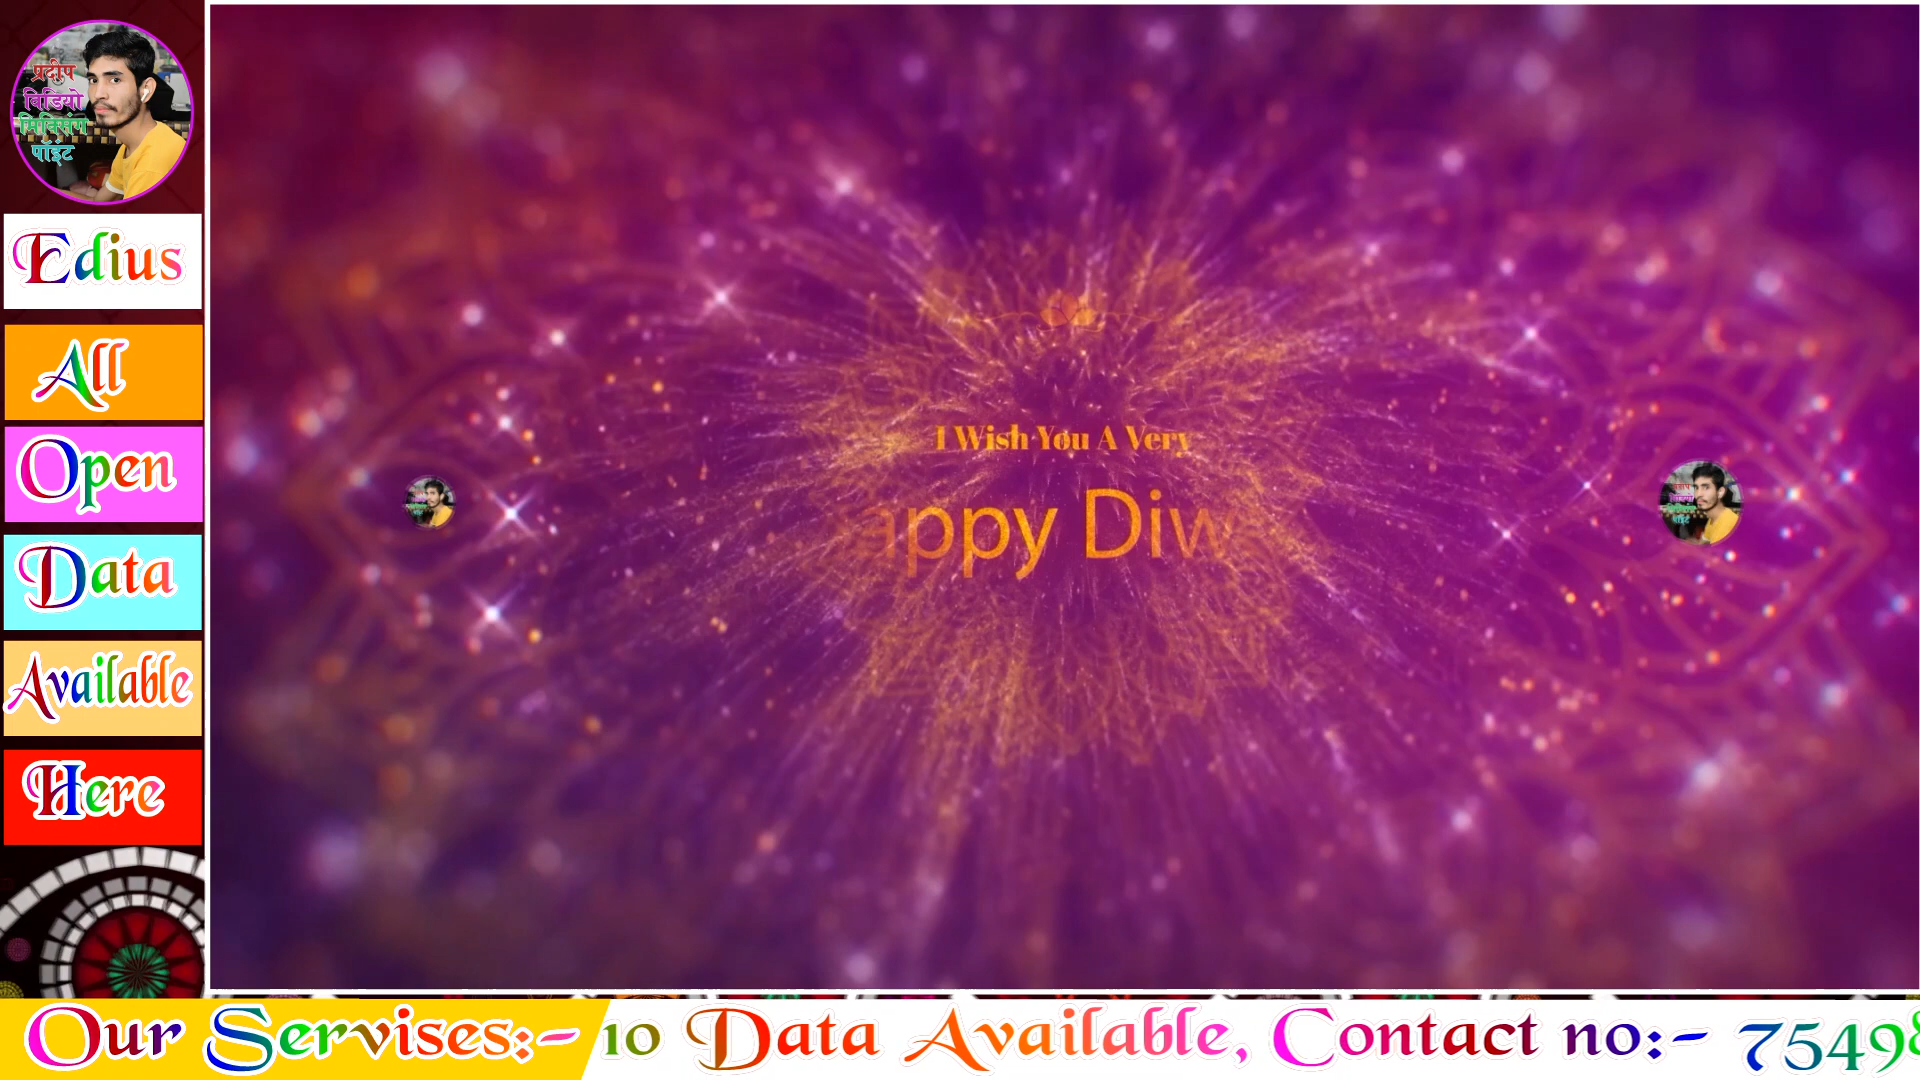 प्रदीप
विडियो
मिक्सिंग
पॉइंट
Edius
All
Open
Data
Available
Here
I Wish You A Very
appy Diw
Our Servises:- 10 Data Available, Contact no:- 7549